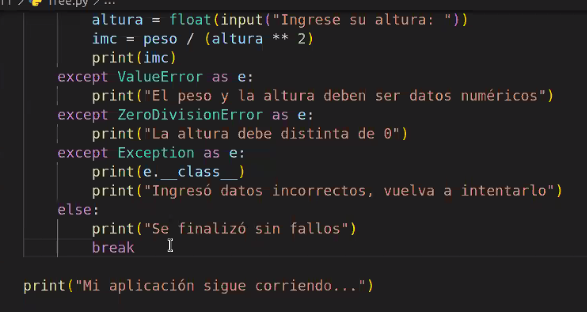 free.py
altura = float(input("Ingrese su altura: "))
imc = peso / (altura ** 2)
print(imc)
except ValueError as e:
print("El peso y la altura deben ser datos numéricos")
except ZeroDivisionError as e:
print("La altura debe distinta de 0")
except Exception as e:
print(e.__class__)
print("Ingresó datos incorrectos, vuelva a intentarlo")
else:
print("Se finalizó sin fallos")
break
print("Mi aplicación sigue corriendo...")